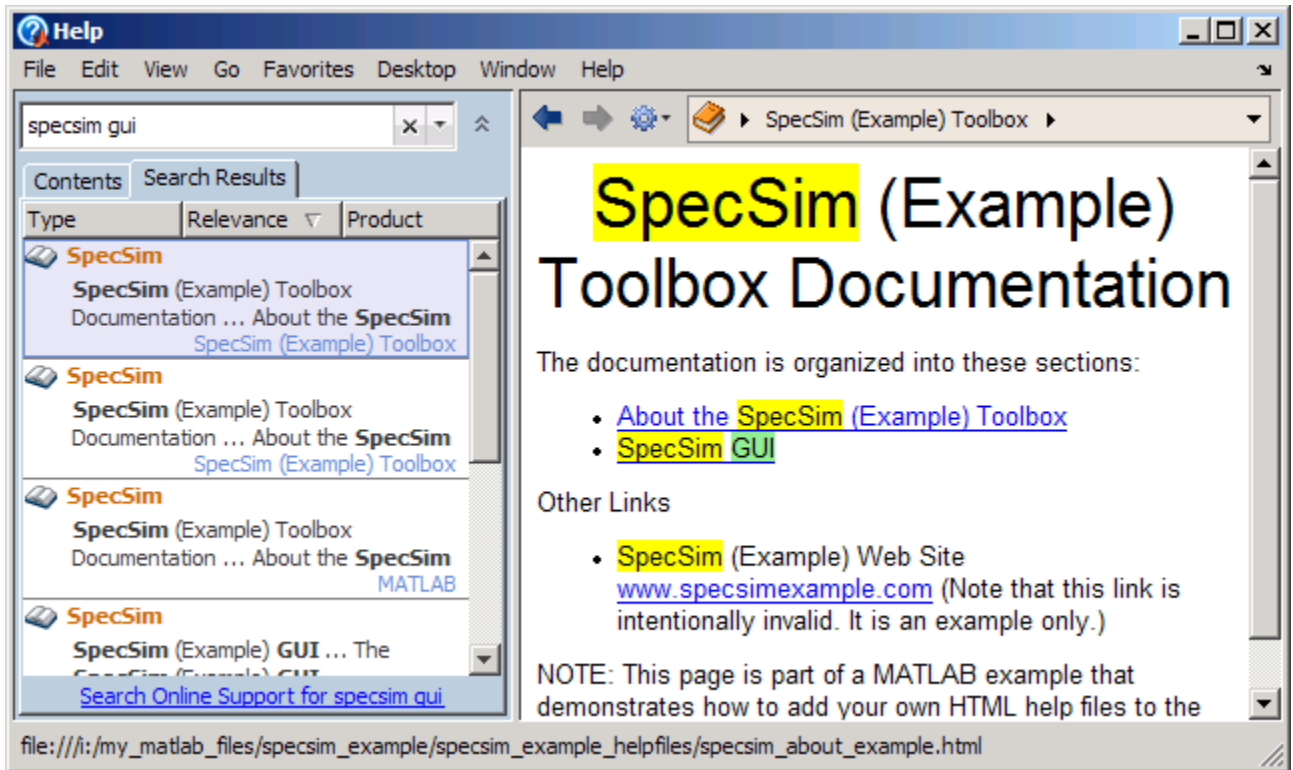 Help
File Edit View Go Favorites Desktop Window Help
specsim gui
Contents Search Results
Type Relevance Product
SpecSim
SpecSim (Example) Toolbox
Documentation ... About the SpecSim
SpecSim (Example) Toolbox
SpecSim
SpecSim (Example) Toolbox
Documentation ... About the SpecSim
SpecSim (Example) Toolbox
SpecSim
SpecSim (Example) Toolbox
Documentation ... About the SpecSim
MATLAB
SpecSim
SpecSim (Example) GUI ... The
Search Online Support for specsim gui
SpecSim (Example) Toolbox
SpecSim (Example)
Toolbox Documentation
The documentation is organized into these sections:
• About the SpecSim (Example) Toolbox
• SpecSim GUI
Other Links
• SpecSim (Example) Web Site
www.specsimexample.com (Note that this link is
intentionally invalid. It is an example only.)
NOTE: This page is part of a MATLAB example that
demonstrates how to add your own HTML help files to the
file:///i:/my_matlab_files/specsim_example/specsim_example_helpfiles/specsim_about_example.html